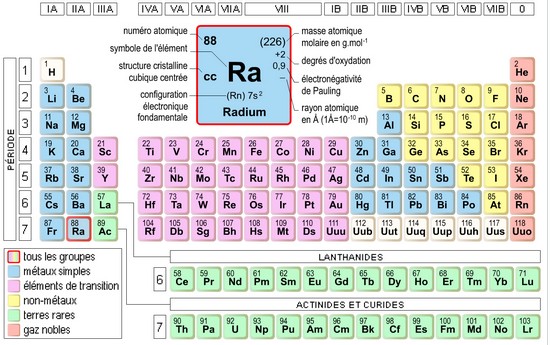 IA IIA IIIA IVA VA VIA VIIA VIII IB IIB IIIB IVB VB VIB VIIB 0
numéro atomique
symbole de l'élément
structure cristalline
cubique centrée
configuration
électronique
fondamentale
88 (226)
+2
0,9
cc Ra –
(Rn) 7s²
Radium
masse atomique
molaire en g.mol-1
degrés d'oxydation
électronégativité
de Pauling
rayon atomique
en Å (1Å=10-10 m)
PÉRIODE
1
1 2
H He
2
3 4 5 6 7 8 9 10
Li Be B C N O F Ne
3
11 12 13 14 15 16 17 18
Na Mg Al Si P S Cl Ar
4
19 20 21 22 23 24 25 26 27 28 29 30 31 32 33 34 35 36
K Ca Sc Ti V Cr Mn Fe Co Ni Cu Zn Ga Ge As Se Br Kr
5
37 38 39 40 41 42 43 44 45 46 47 48 49 50 51 52 53 54
Rb Sr Y Zr Nb Mo Tc Ru Rh Pd Ag Cd In Sn Sb Te I Xe
6
55 56 57 72 73 74 75 76 77 78 79 80 81 82 83 84 85 86
Cs Ba La Hf Ta W Re Os Ir Pt Au Hg Tl Pb Bi Po At Rn
7
87 88 89 104 105 106 107 108 109 110 111 112 113 114 115 116 117 118
Fr Ra Ac Rf Db Sg Bh Hs Mt Ds Uuu Uub Uut Uuq Uup Uuh Uus Uuo
tous les groupes
métaux simples
éléments de transition
non-métaux
terres rares
gaz nobles
LANTHANIDES
6
58 59 60 61 62 63 64 65 66 67 68 69 70 71
Ce Pr Nd Pm Sm Eu Gd Tb Dy Ho Er Tm Yb Lu
ACTINIDES ET CURIDES
7
90 91 92 93 94 95 96 97 98 99 100 101 102 103
Th Pa U Np Pu Am Cm Bk Cf Es Fm Md No Lr